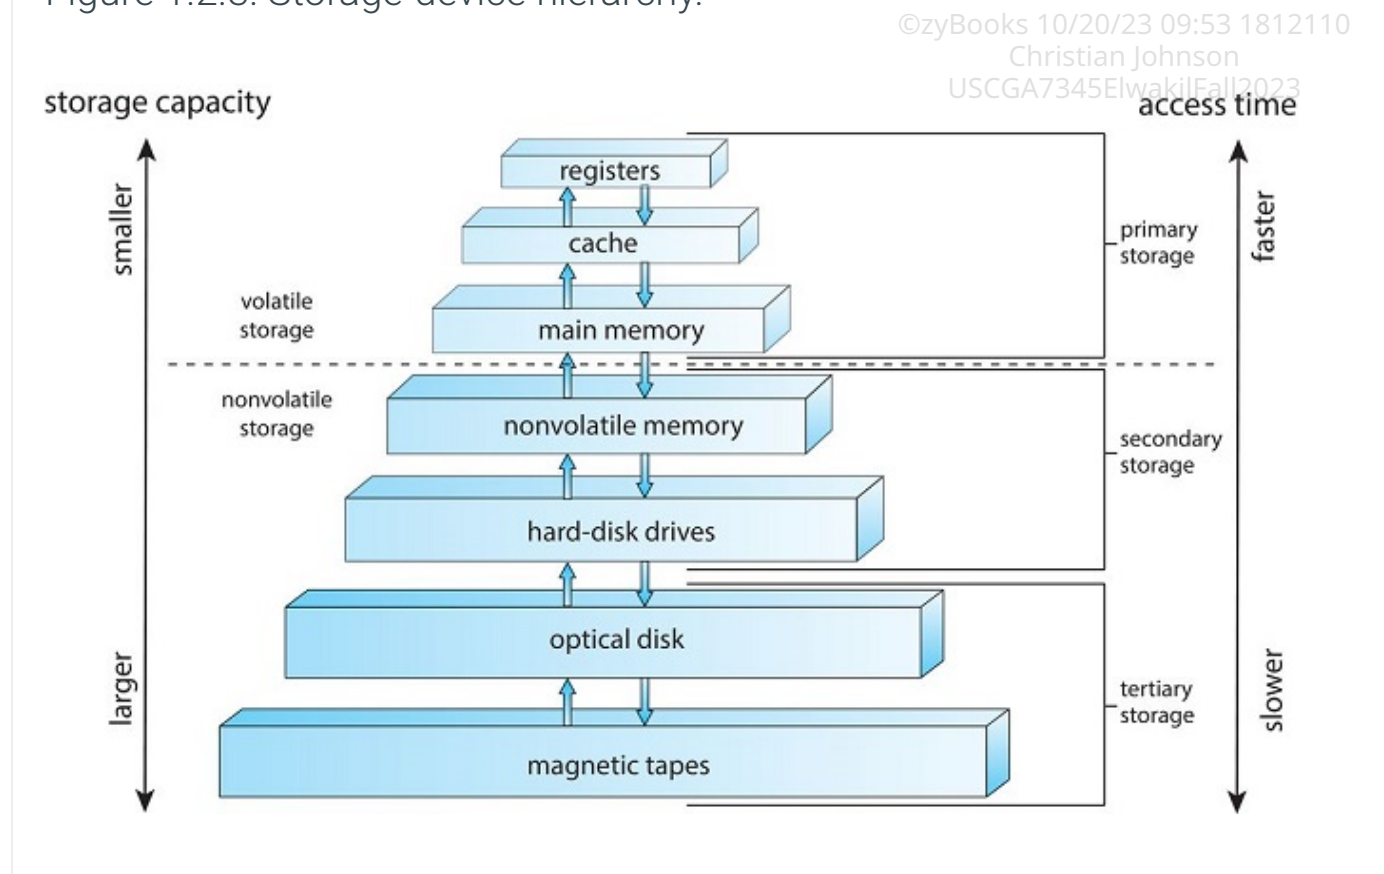 Figure 1.2.6: Storage-device hierarchy.
©zyBooks 10/20/23 09:53 1812110
Christian Johnson
USCGA7345ElwakilFall2023
storage capacity
access time
smaller
larger
volatile
storage
nonvolatile
storage
registers
cache
main memory
nonvolatile memory
hard-disk drives
optical disk
magnetic tapes
primary
storage
secondary
storage
tertiary
storage
faster
slower